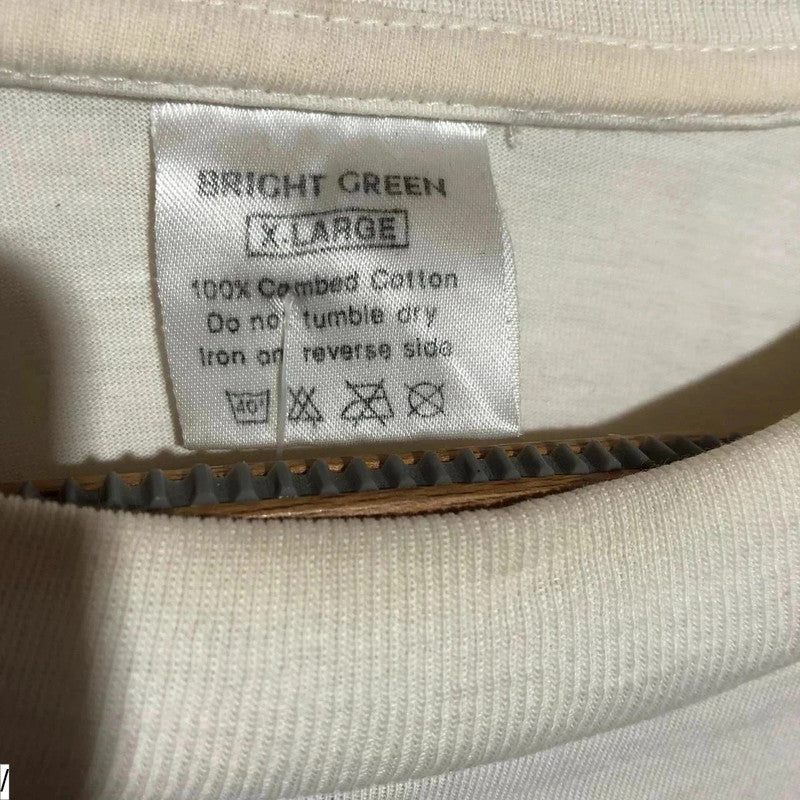 BRIGHT GREEN
X.LARGE
100% Combed Cotton
Do not tumble dry
Iron on reverse side
40°